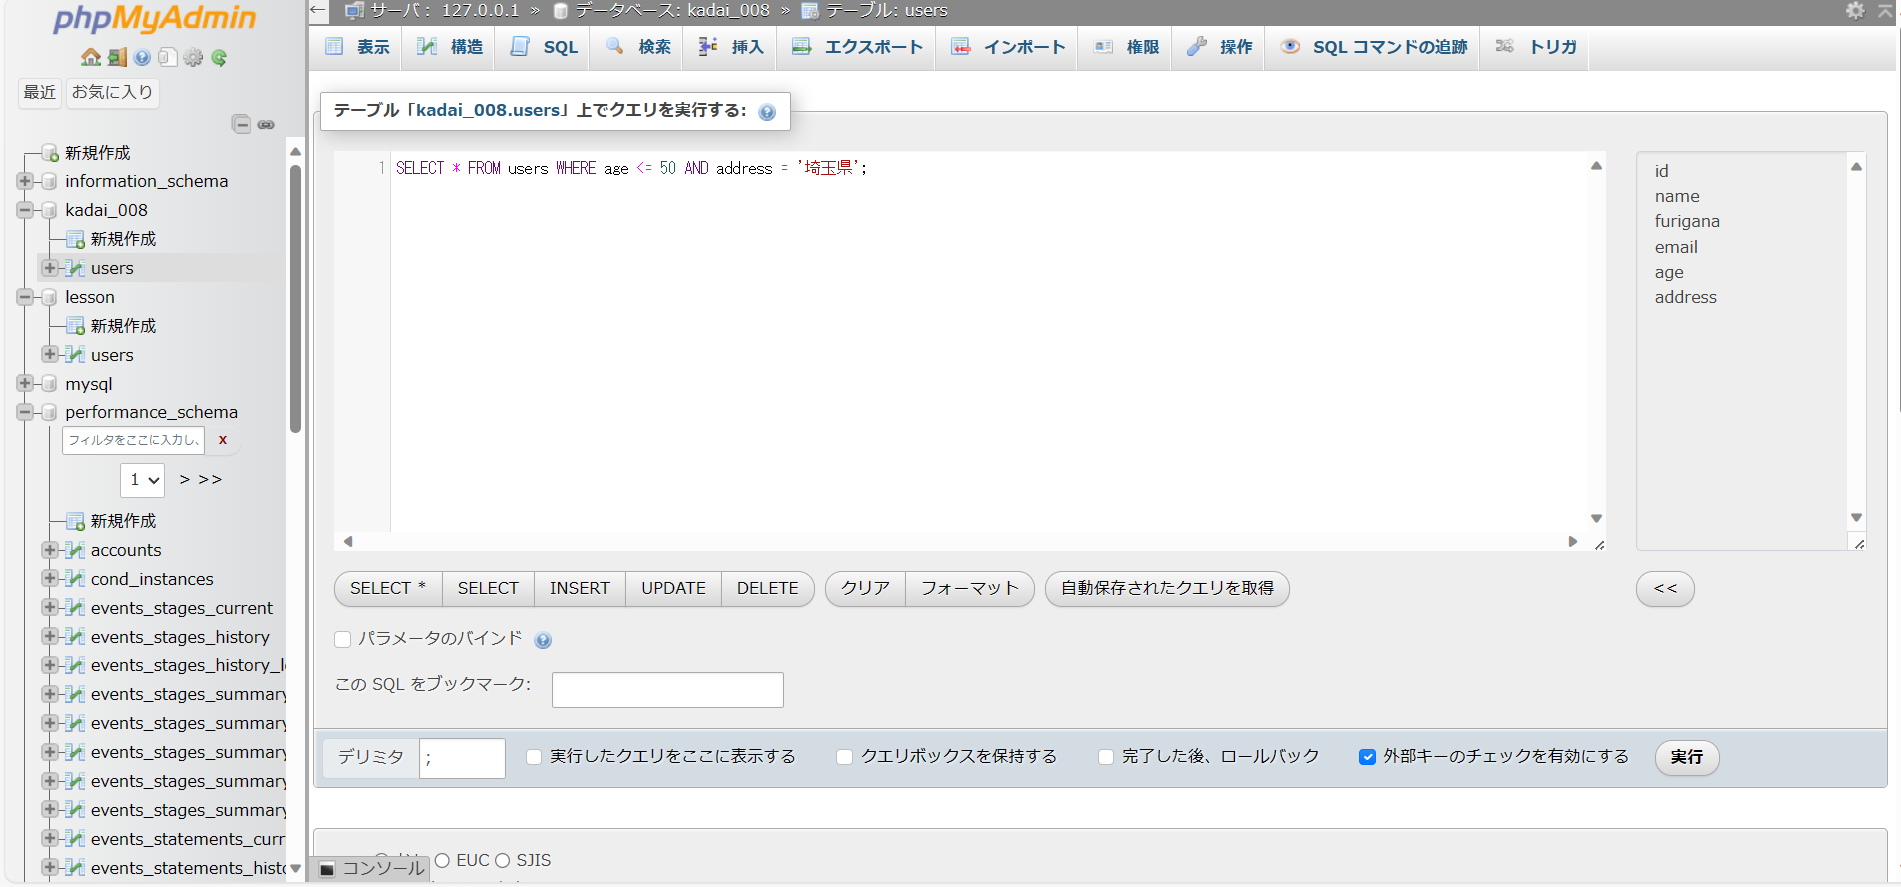 phpMyAdmin
最近 お気に入り
新規作成
information_schema
kadai_008
新規作成
users
lesson
新規作成
users
mysql
performance_schema
フィルタをここに入力し、 X
1 > >>
新規作成
accounts
cond_instances
events_stages_current
events_stages_history
events_stages_history_l
events_stages_summary
events_stages_summary
events_stages_summary
events_stages_summary
events_stages_summary
events_statements_curr
events_statements_histo
← サーバ: 127.0.0.1 » データベース: kadai_008 » テーブル: users
表示 構造 SQL 検索 挿入 エクスポート インポート 権限 操作 SQL コマンドの追跡 トリガ
テーブル「kadai_008.users」上でクエリを実行する:
1 SELECT * FROM users WHERE age <= 50 AND address = '埼玉県';
id
name
furigana
email
age
address
SELECT * SELECT INSERT UPDATE DELETE クリア フォーマット 自動保存されたクエリを取得 <<
パラメータのバインド
この SQL をブックマーク:
デリミタ ; 実行したクエリをここに表示する クエリボックスを保持する 完了した後、ロールバック 外部キーのチェックを有効にする 実行
EUC SJIS
コンソール